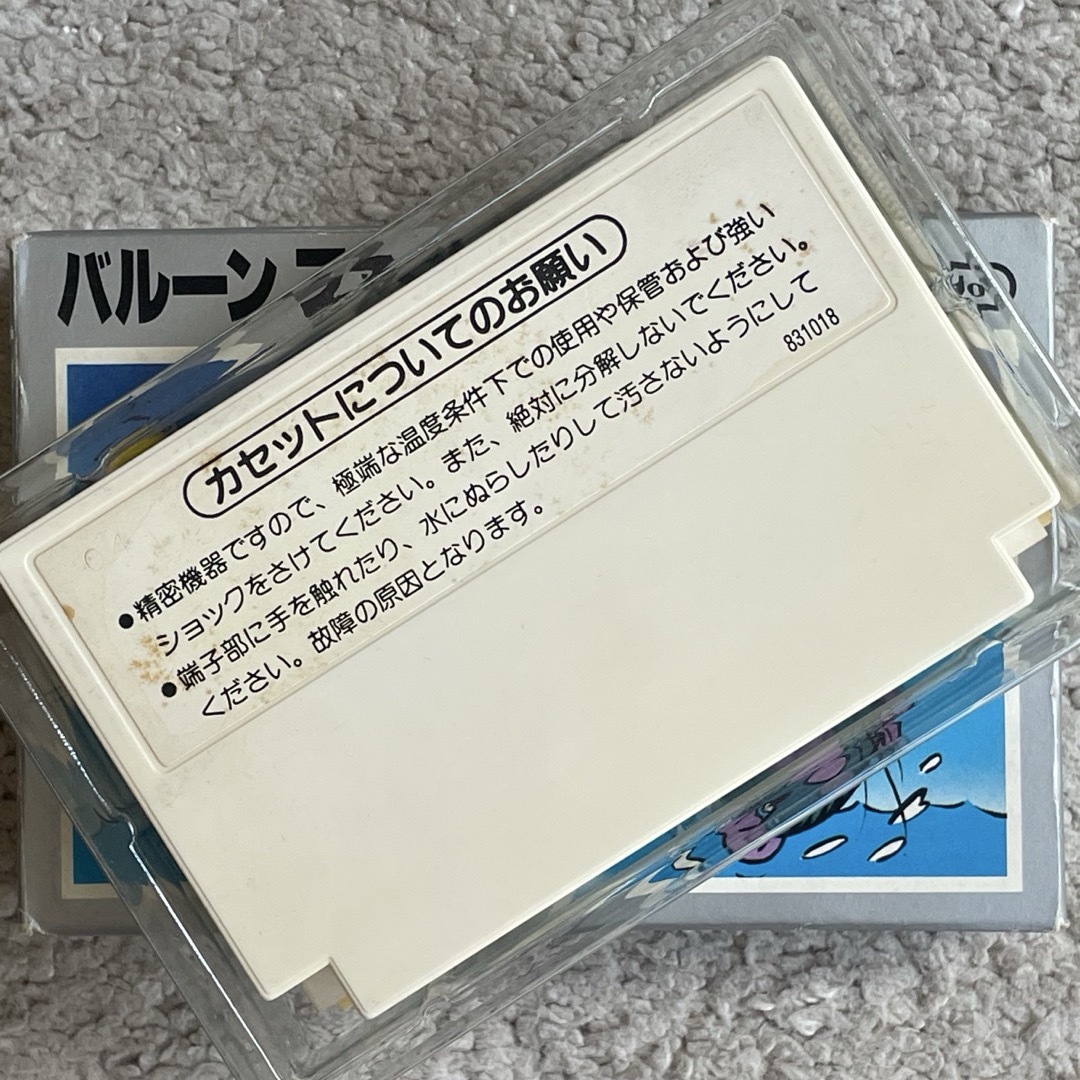 バルーン
カセットについてのお願い
●精密機器ですので、極端な温度条件下での使用や保管および強い
ショックをさけてください。また、絶対に分解しないでください。
●端子部に手を触れたり、水にぬらしたりして汚さないようにして
ください。故障の原因となります。
831018